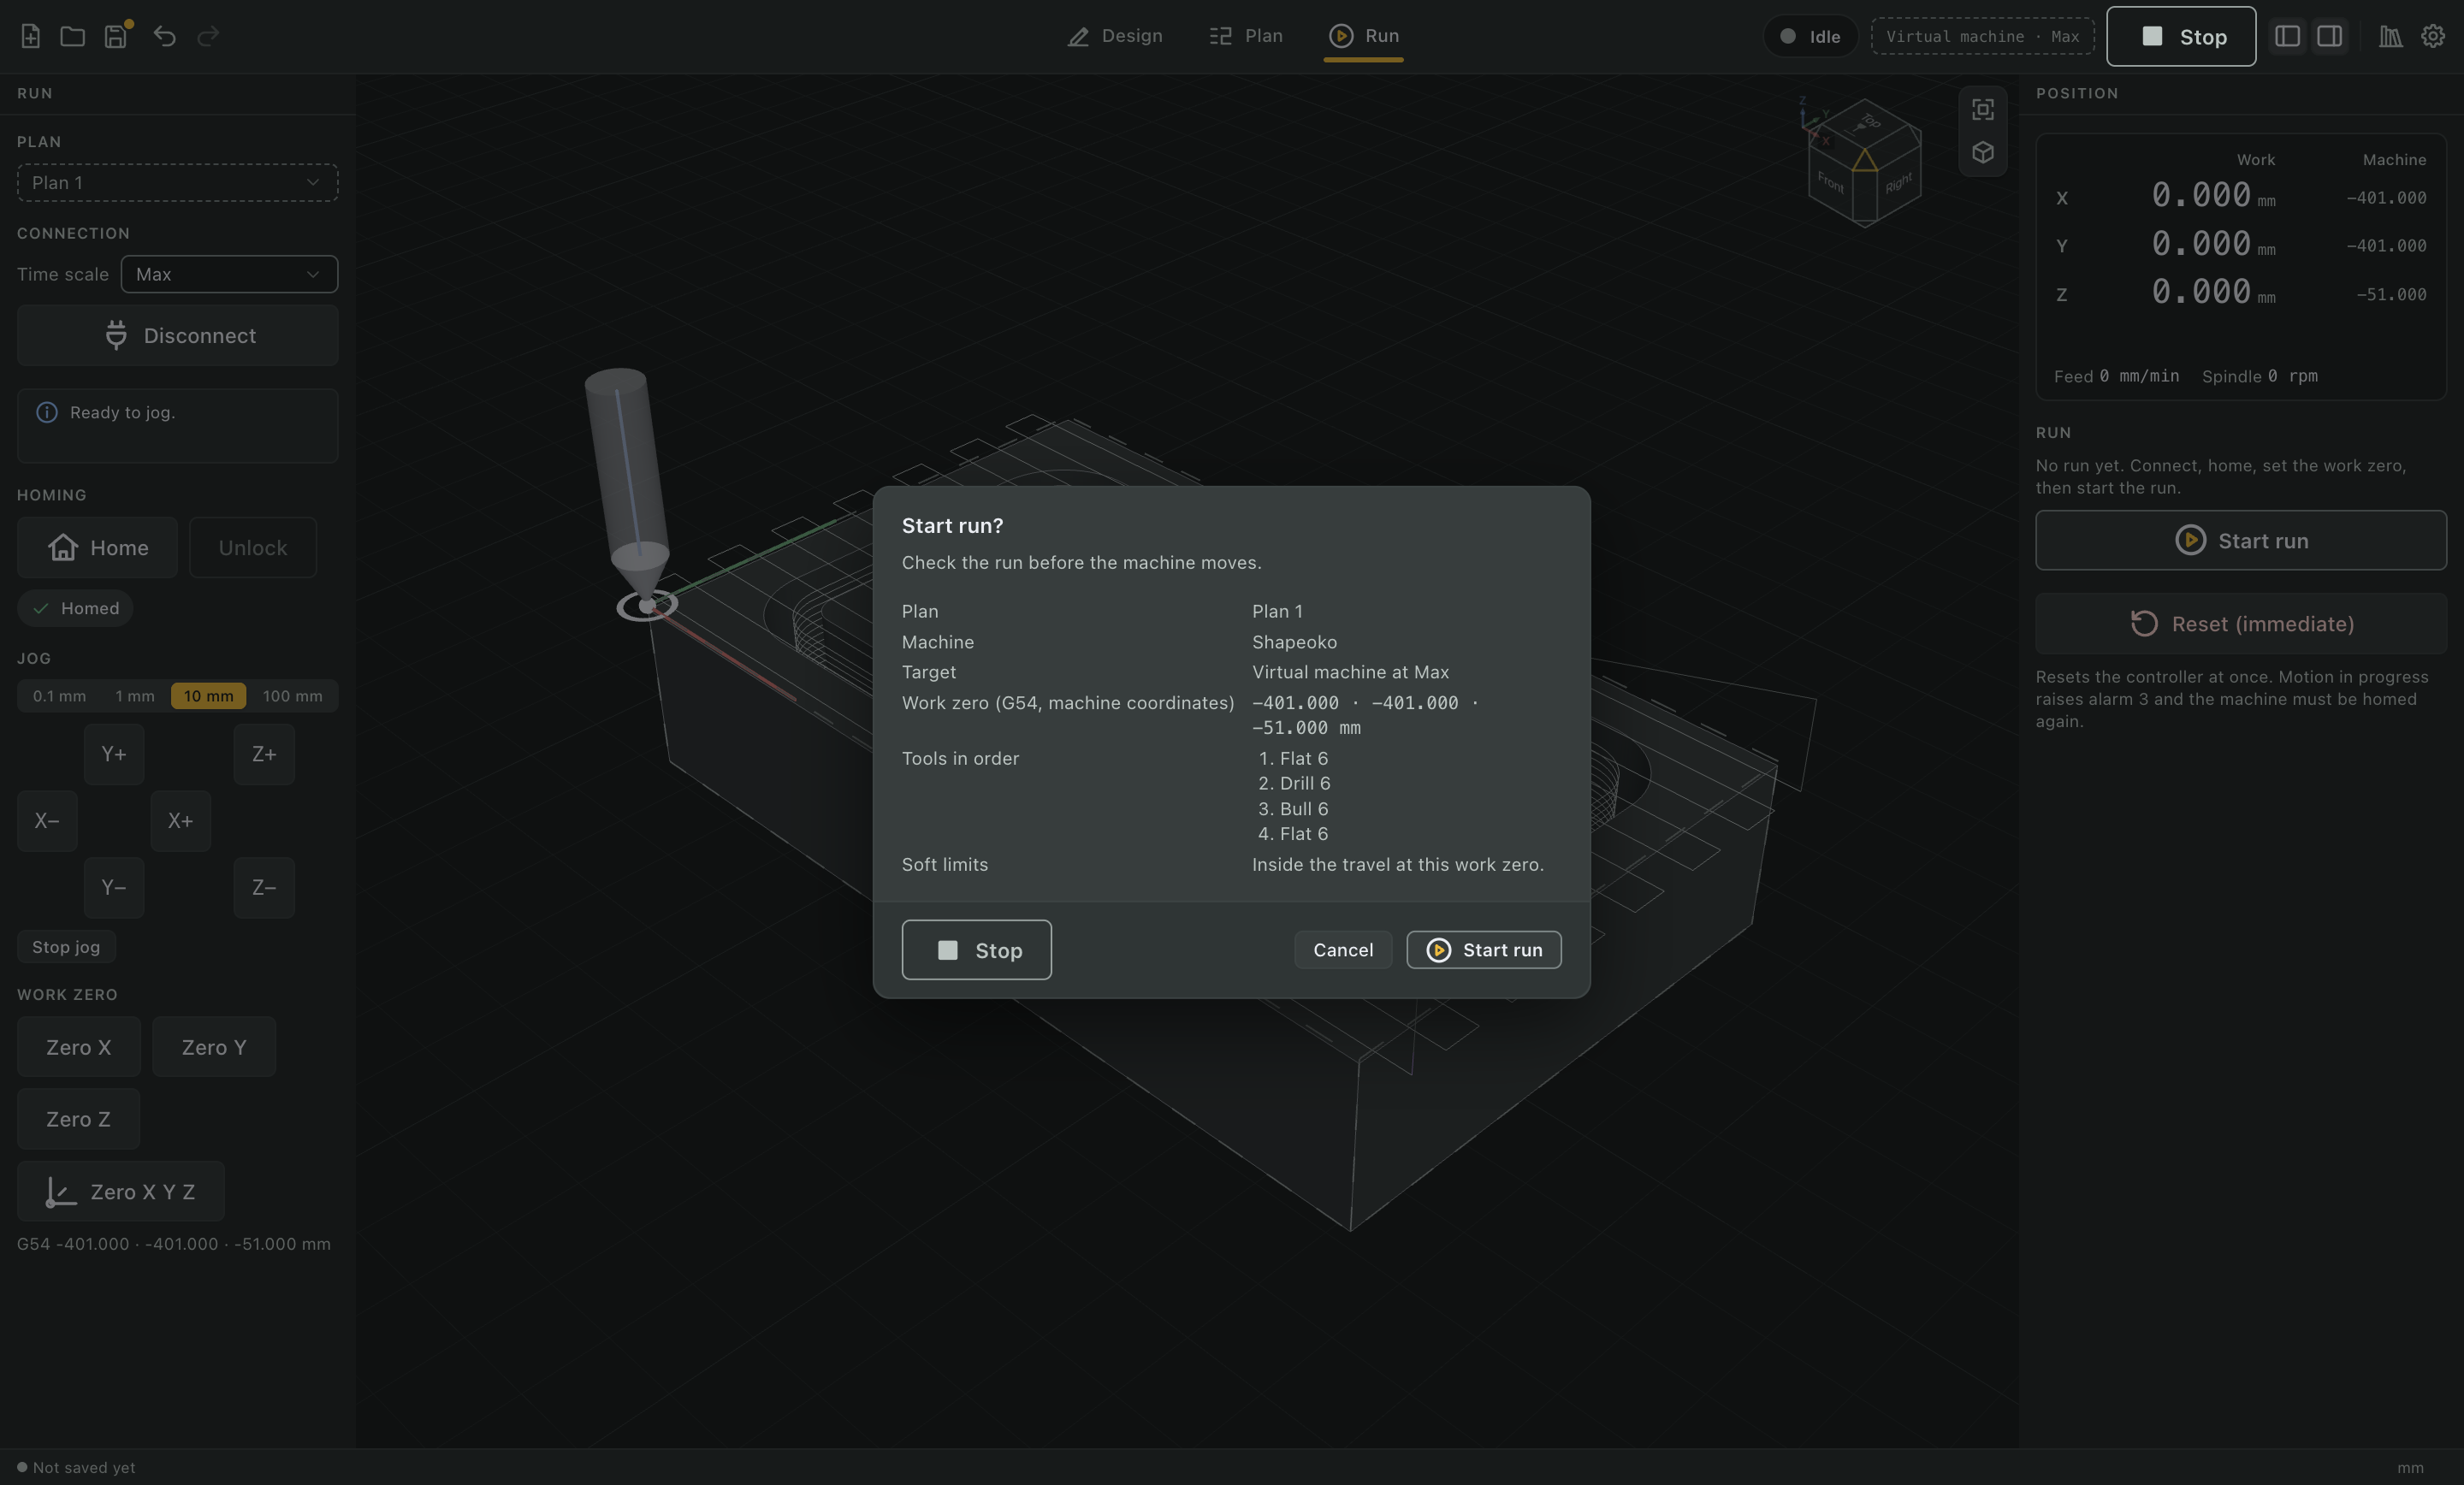 Design
Plan
Run
Idle
Virtual machine · Max
Stop
RUN
PLAN
Plan 1
CONNECTION
Time scale
Max
Disconnect
Ready to jog.
HOMING
Home
Unlock
Homed
JOG
0.1 mm
1 mm
10 mm
100 mm
Y+
Z+
X−
X+
Y−
Z−
Stop jog
WORK ZERO
Zero X
Zero Y
Zero Z
Zero X Y Z
G54 -401.000 · -401.000 · -51.000 mm
Z
Y
X
Top
Front
Right
Start run?
Check the run before the machine moves.
Plan
Plan 1
Machine
Shapeoko
Target
Virtual machine at Max
Work zero (G54, machine coordinates)
−401.000 · −401.000 ·
−51.000 mm
Tools in order
1. Flat 6
2. Drill 6
3. Bull 6
4. Flat 6
Soft limits
Inside the travel at this work zero.
Stop
Cancel
Start run
POSITION
Work
Machine
X
0.000 mm
−401.000
Y
0.000 mm
−401.000
Z
0.000 mm
−51.000
Feed 0 mm/min
Spindle 0 rpm
RUN
No run yet. Connect, home, set the work zero,
then start the run.
Start run
Reset (immediate)
Resets the controller at once. Motion in progress
raises alarm 3 and the machine must be homed
again.
Not saved yet
mm